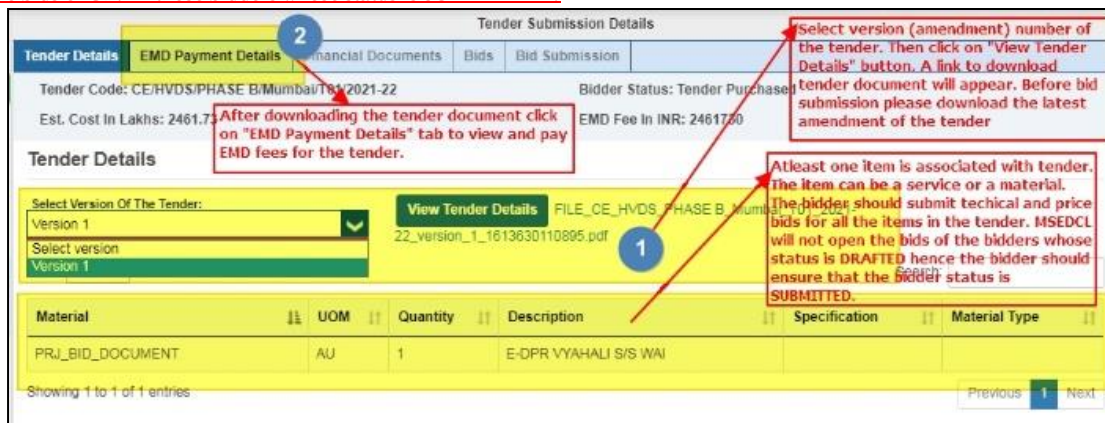 Tender Submission Details
2
Tender Details
EMD Payment Details
Financial Documents
Bids
Bid Submission
Select version (amendment) number of
the tender. Then click on "View Tender
Details" button. A link to download
tender document will appear. Before bid
submission please download the latest
amendment of the tender
Tender Code: CE/HVDS/PHASE B/Mumbai/T01/2021-22
Bidder Status: Tender Purchased
Est. Cost In Lakhs: 2461.73
EMD Fee In INR: 2461730
After downloading the tender document click
on "EMD Payment Details" tab to view and pay
EMD fees for the tender.
Tender Details
Atleast one item is associated with tender.
The item can be a service or a material.
The bidder should submit techical and price
bids for all the items in the tender. MSEDCL
will not open the bids of the bidders whose
status is DRAFTED hence the bidder should
ensure that the bidder status is
SUBMITTED.
Select Version Of The Tender:
Version 1
Select version
Version 1
View Tender Details
FILE_CE_HVDS_PHASE B_Mumbai_T01_2021-
22_version_1_1613630110895.pdf
1
Search:
Material
UOM
Quantity
Description
Specification
Material Type
PRJ_BID_DOCUMENT
AU
1
E-DPR VYAHALI S/S WAI
Showing 1 to 1 of 1 entries
Previous
1
Next